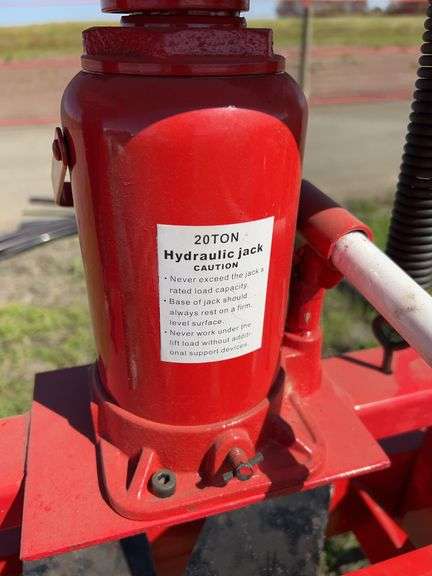 20TON
Hydraulic jack
CAUTION
• Never exceed the jack s
rated load capacity.
• Base of jack should
always rest on a firm
level surface.
• Never work under the
lift load without additi-
onal support devices.